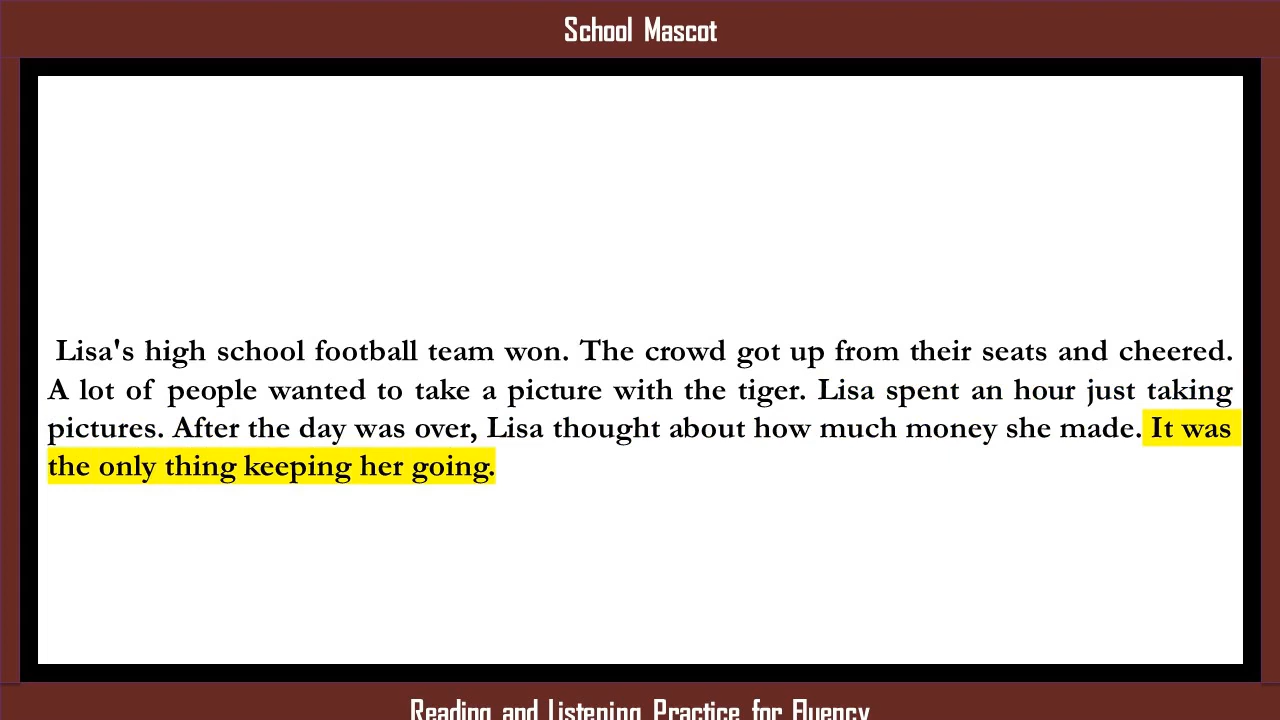 School Mascot
Lisa's high school football team won. The crowd got up from their seats and cheered.
A lot of people wanted to take a picture with the tiger. Lisa spent an hour just taking
pictures. After the day was over, Lisa thought about how much money she made. It was
the only thing keeping her going.
Reading and Listening Practice for Fluency